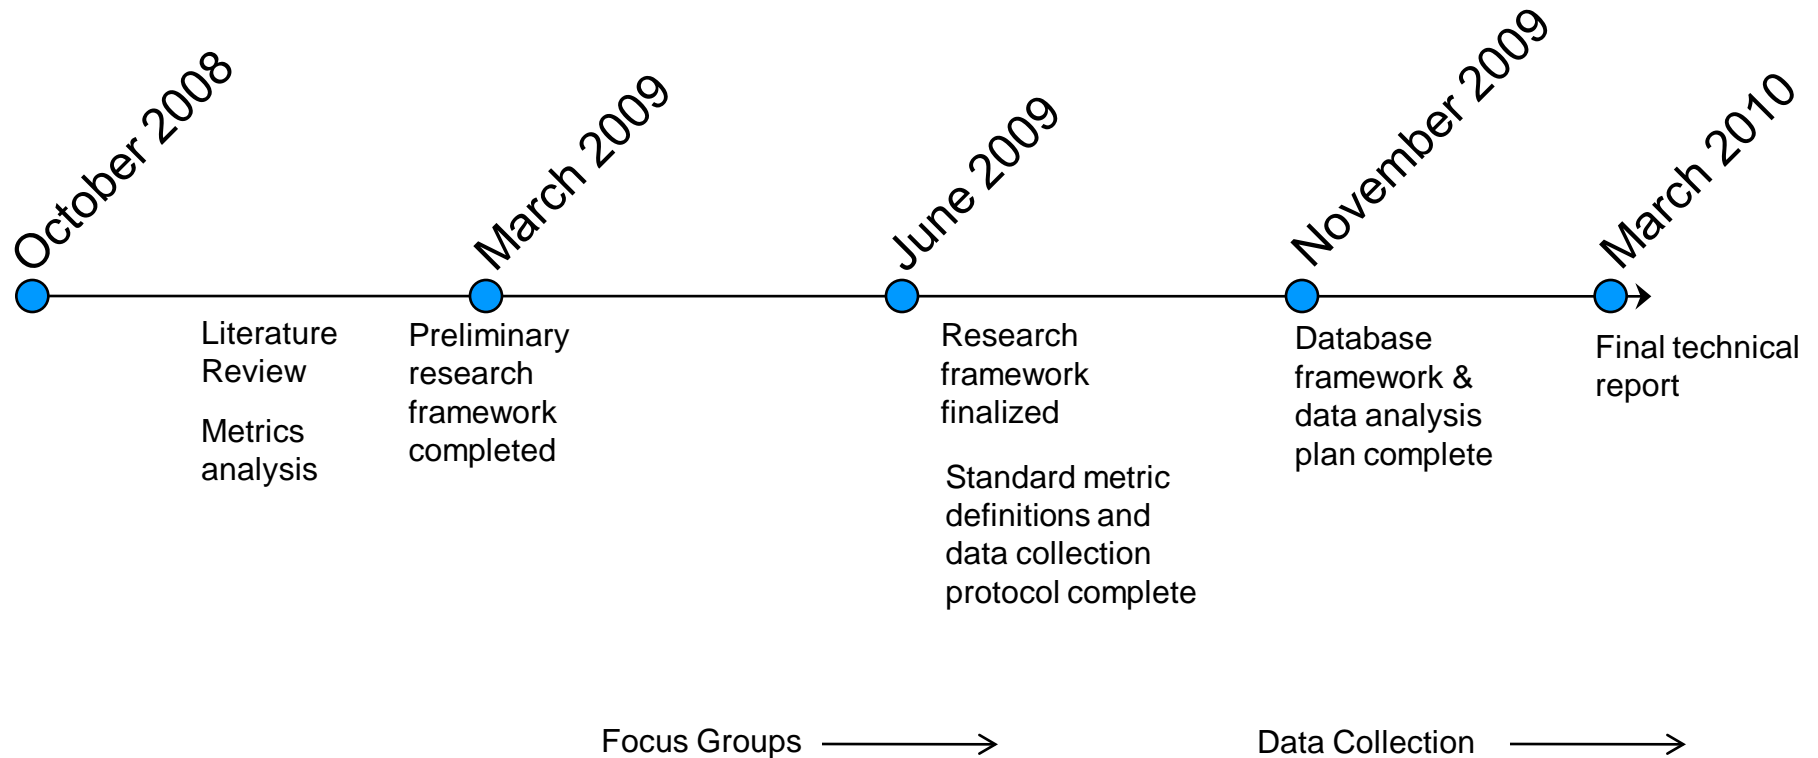 October 2008
March 2009
June 2009
November 2009
March 2010
Literature
Review
Metrics
analysis
Preliminary
research
framework
completed
Research
framework
finalized
Standard metric
definitions and
data collection
protocol complete
Database
framework &
data analysis
plan complete
Final technical
report
Focus Groups
Data Collection